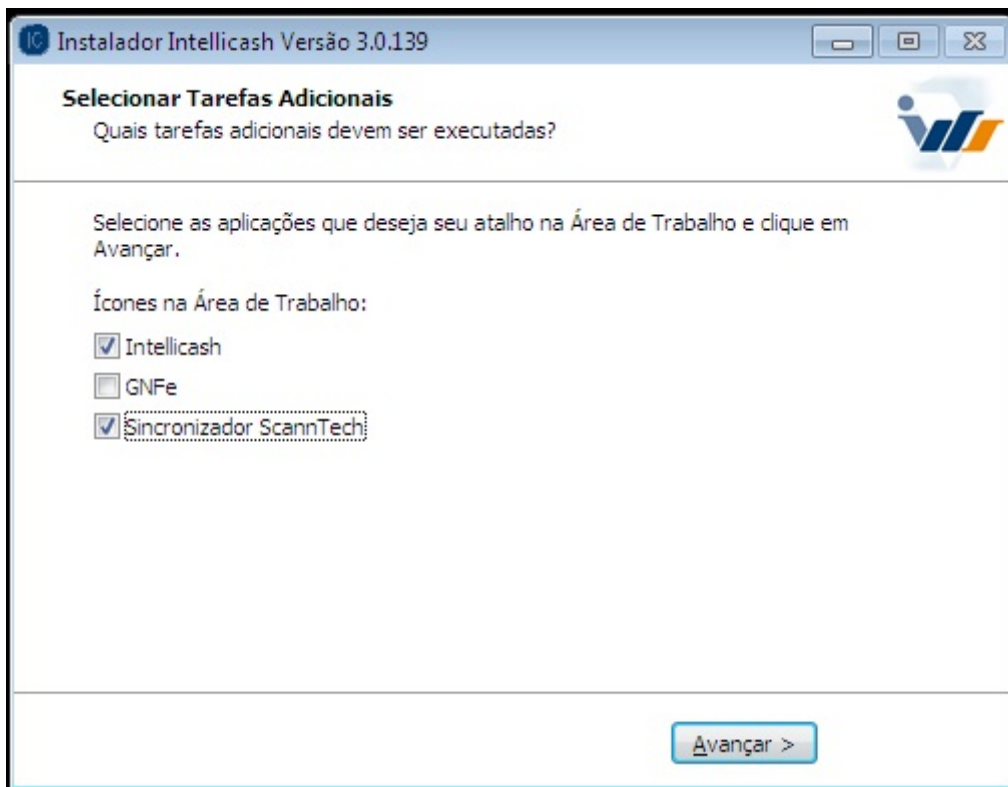 IC Instalador Intellicash Versão 3.0.139
Selecionar Tarefas Adicionais
Quais tarefas adicionais devem ser executadas?
Selecione as aplicações que deseja seu atalho na Área de Trabalho e clique em
Avançar.
Ícones na Área de Trabalho:
Intellicash
GNFe
Sincronizador ScannTech
Avançar >